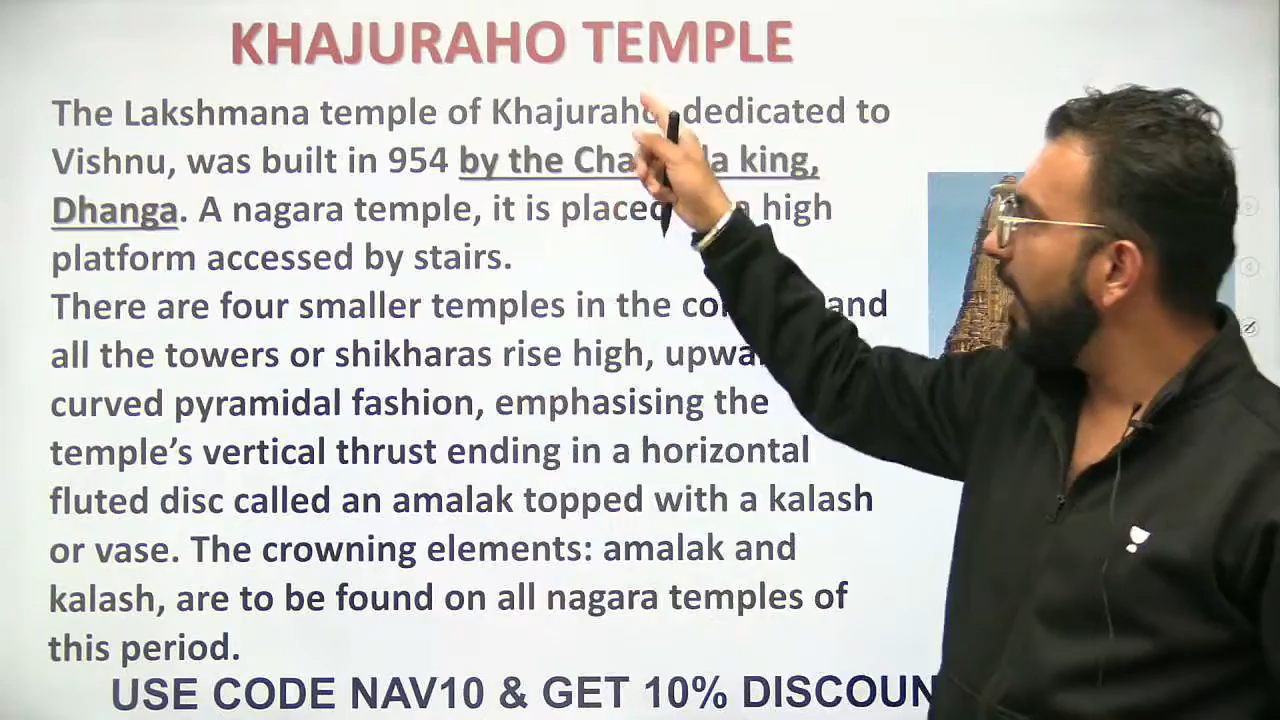 KHAJURAHO TEMPLE
The Lakshmana temple of Khajuraho, dedicated to
Vishnu, was built in 954 by the king,
Dhanga. A nagara temple, it is placed high
platform accessed by stairs.
There are four smaller temples in the and
all the towers or shikharas rise high,
curved pyramidal fashion, emphasising the
temple’s vertical thrust ending in a horizontal
fluted disc called an amalak topped with a kalash
or vase. The crowning elements: amalak and
kalash, are to be found on all nagara temples of
this period.
USE CODE NAV10 & GET 10%